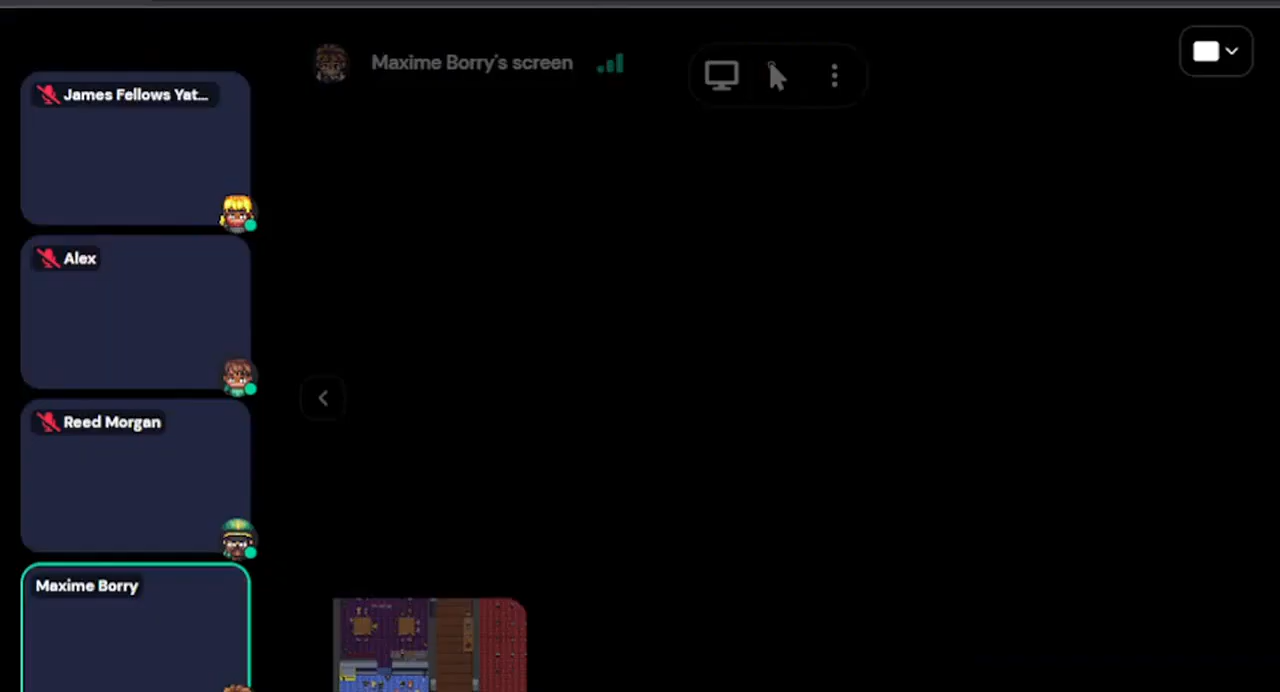 Maxime Borry's screen
James Fellows Yat...
Alex
Reed Morgan
Maxime Borry